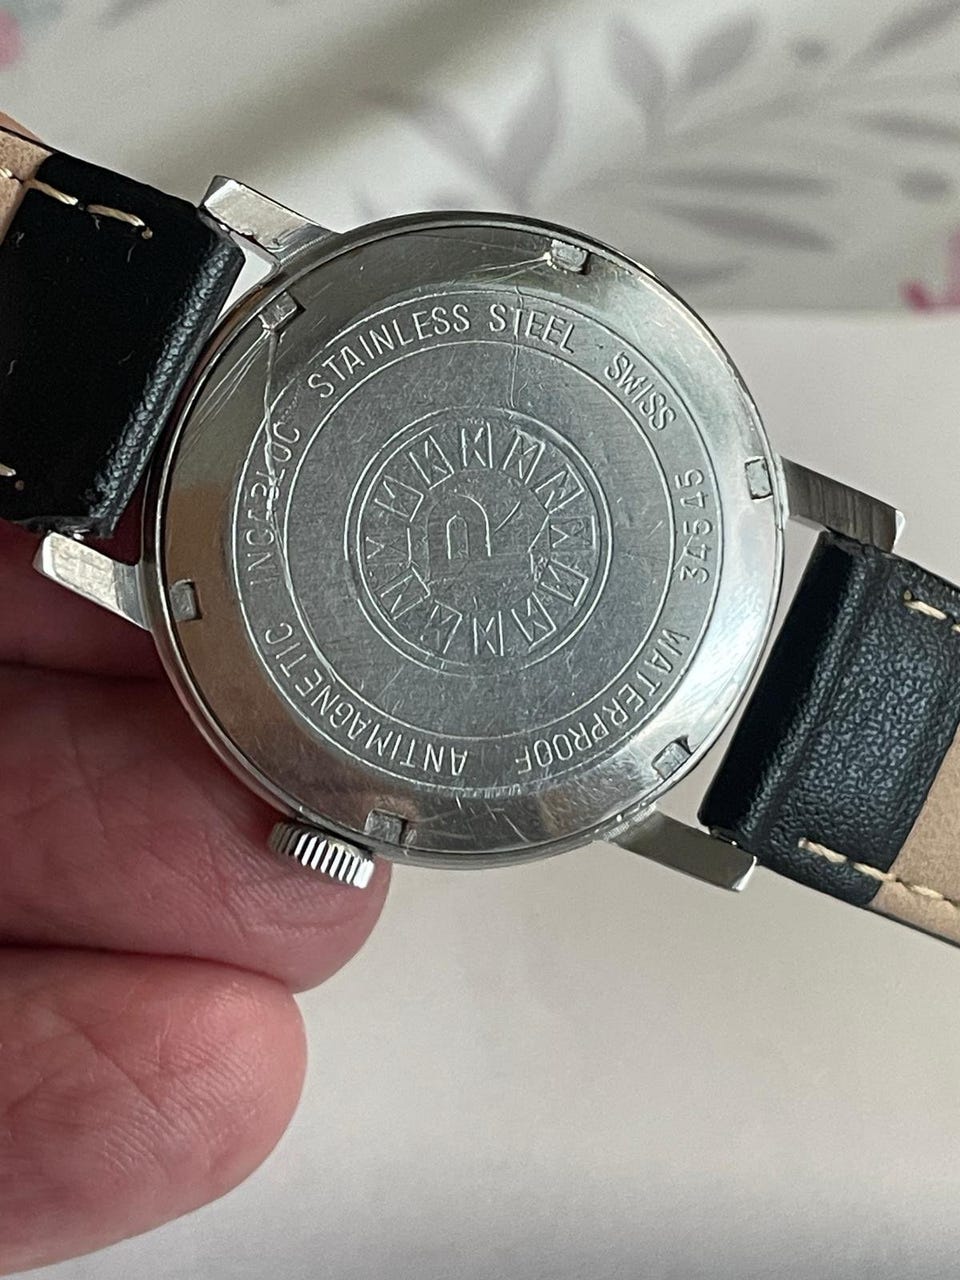 STAINLESS STEEL SWISS 34545 WATERPROOF ANTIMAGNETIC INCABLOC
R